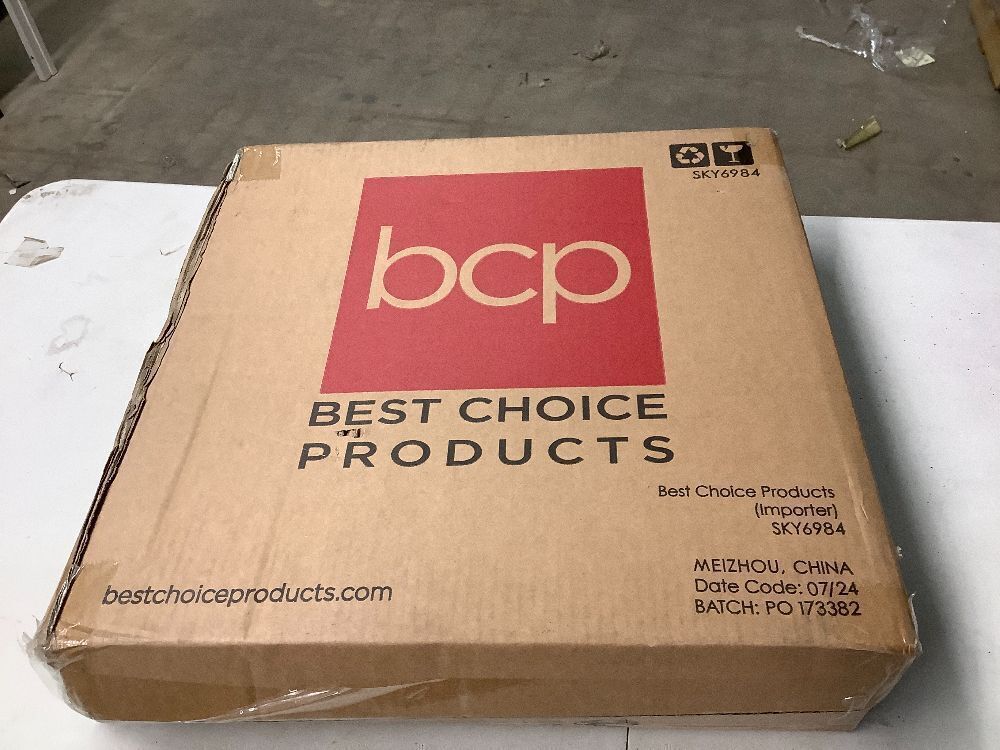 SKY6984
bcp
BEST CHOICE
PRODUCTS
Best Choice Products
(Importer)
SKY6984
MEIZHOU, CHINA
Date Code: 07/24
BATCH: PO 173382
bestchoiceproducts.com